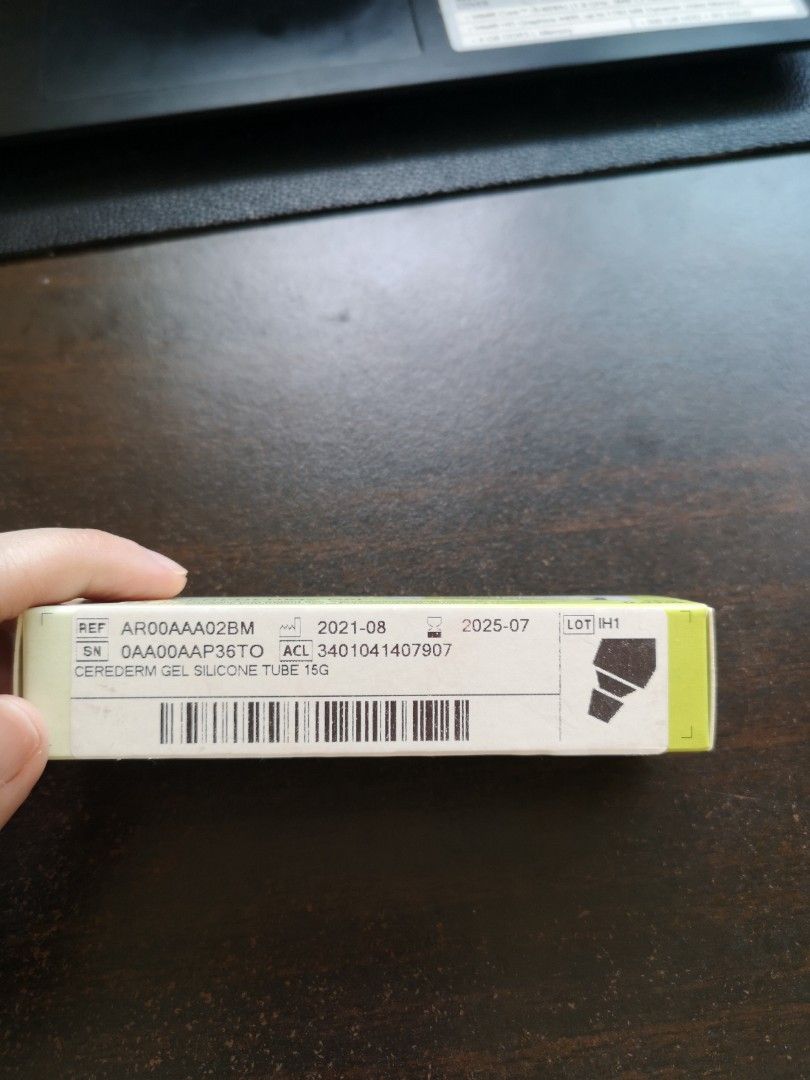 REF AR00AAA02BM 2021-08 2025-07 LOT IH1
SN 0AA00AAP36TO ACL 3401041407907
CEREDERM GEL SILICONE TUBE 15G